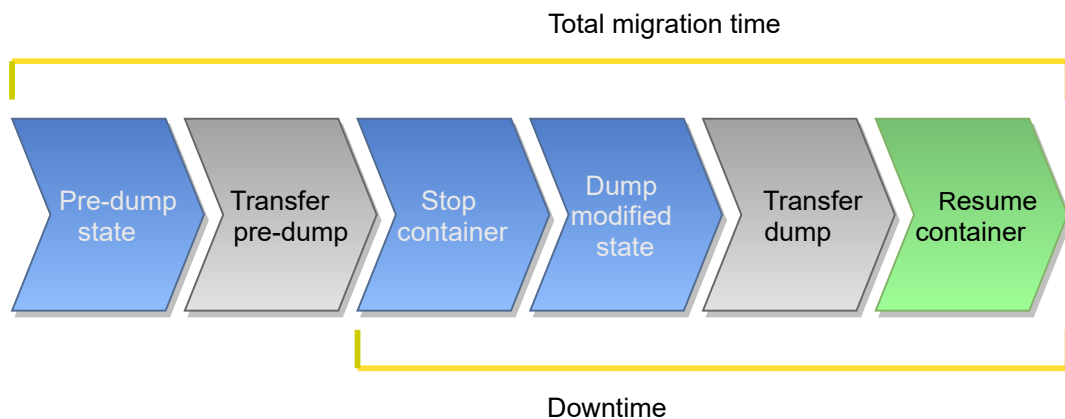 Total migration time
Pre-dump
state
Transfer
pre-dump
Stop
container
Dump
modified
state
Transfer
dump
Resume
container
Downtime